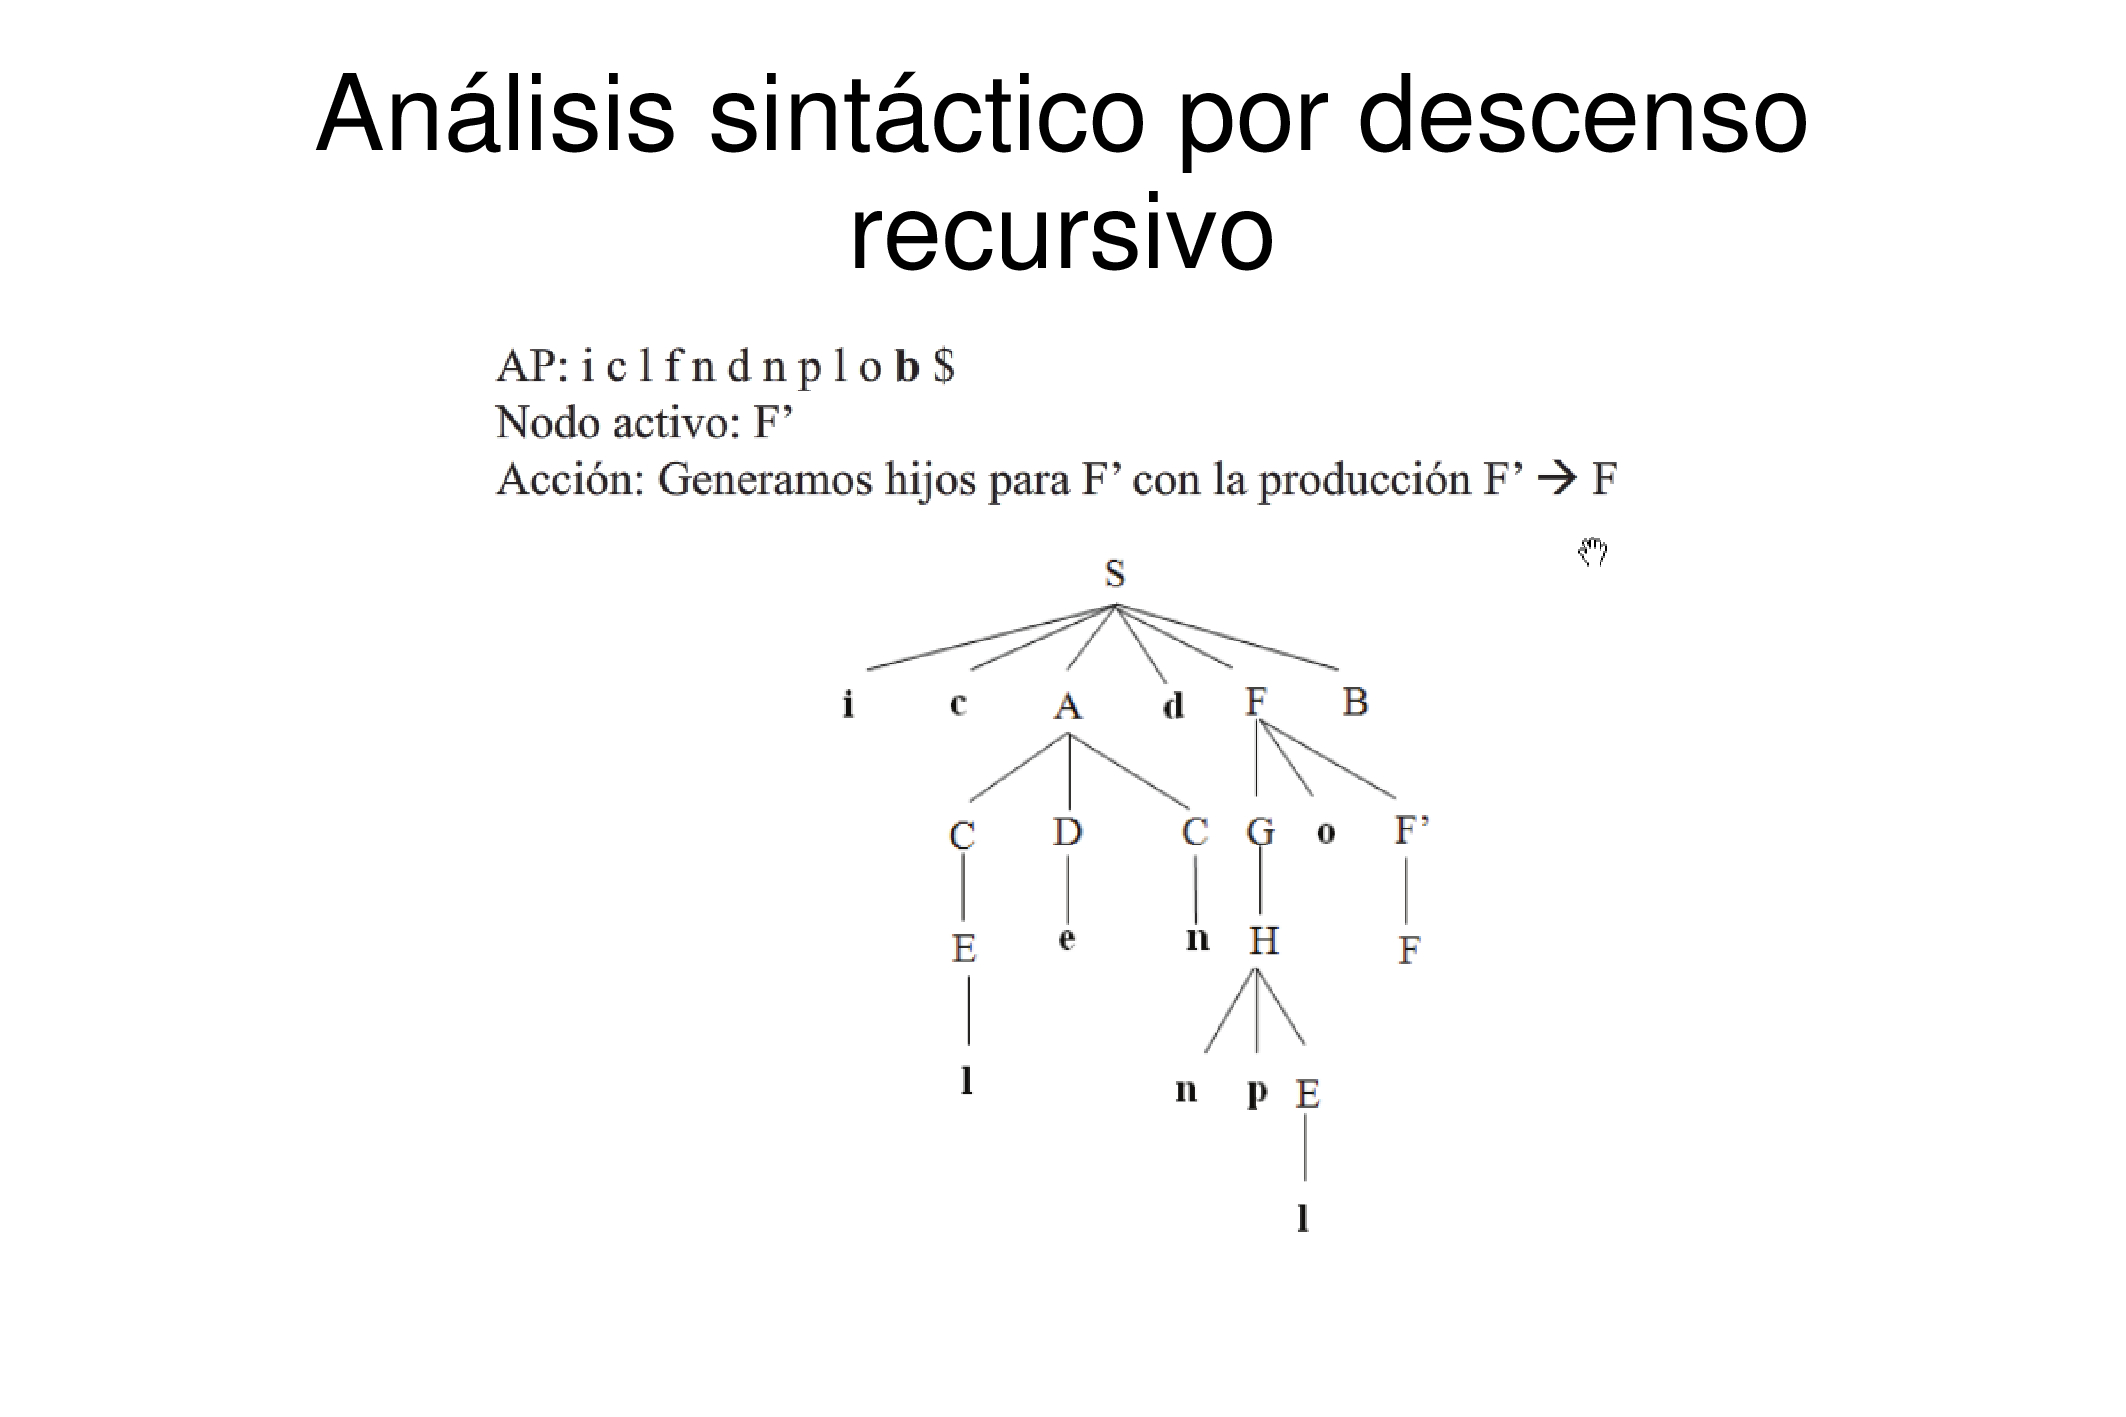 Análisis sintáctico por descenso
recursivo
AP: i c l f n d n p l o b $
Nodo activo: F’
Acción: Generamos hijos para F’ con la producción F’ → F
S
i c A d F B
C D C G o F’
E e n H F
l n p E
l